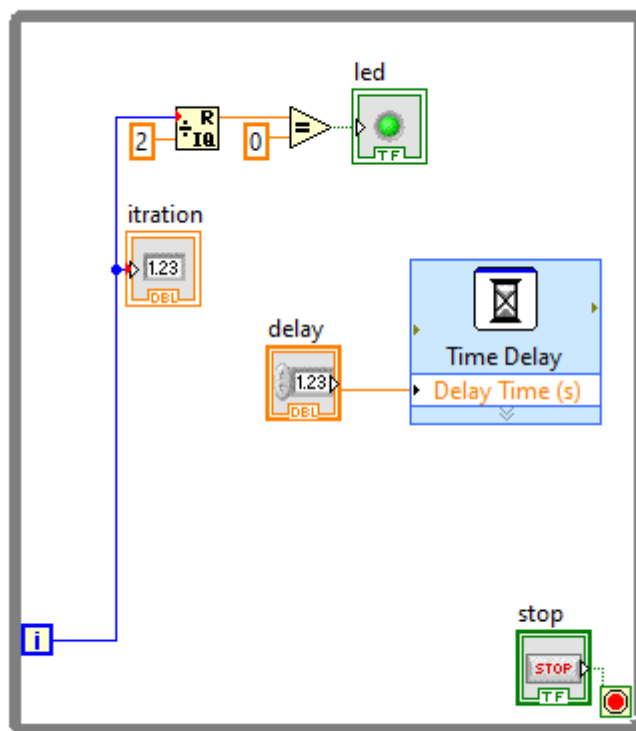 led
÷ R
IQ
2
0
=
TF
itration
1.23
DBL
delay
1.23
DBL
Time Delay
Delay Time (s)
i
stop
STOP
TF